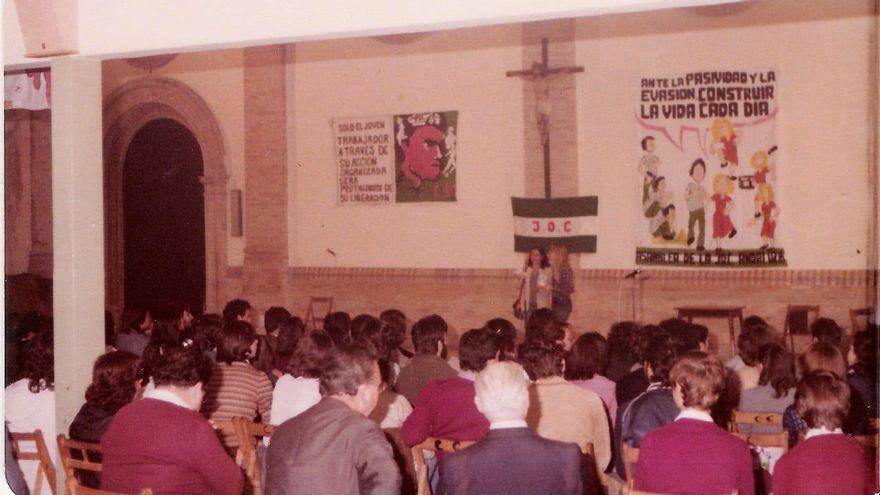 SOLO EL JOVEN
TRABAJADOR
A TRAVES DE
SU ACCION
ORGANIZADA
SERA
PROTAGONISTA DE
SU LIBERACION
J.O.C
ANTE LA PASIVIDAD Y LA
EVASION, CONSTRUIR
LA VIDA CADA DIA
ASAMBLEA DE LA JOC ANDALUZA